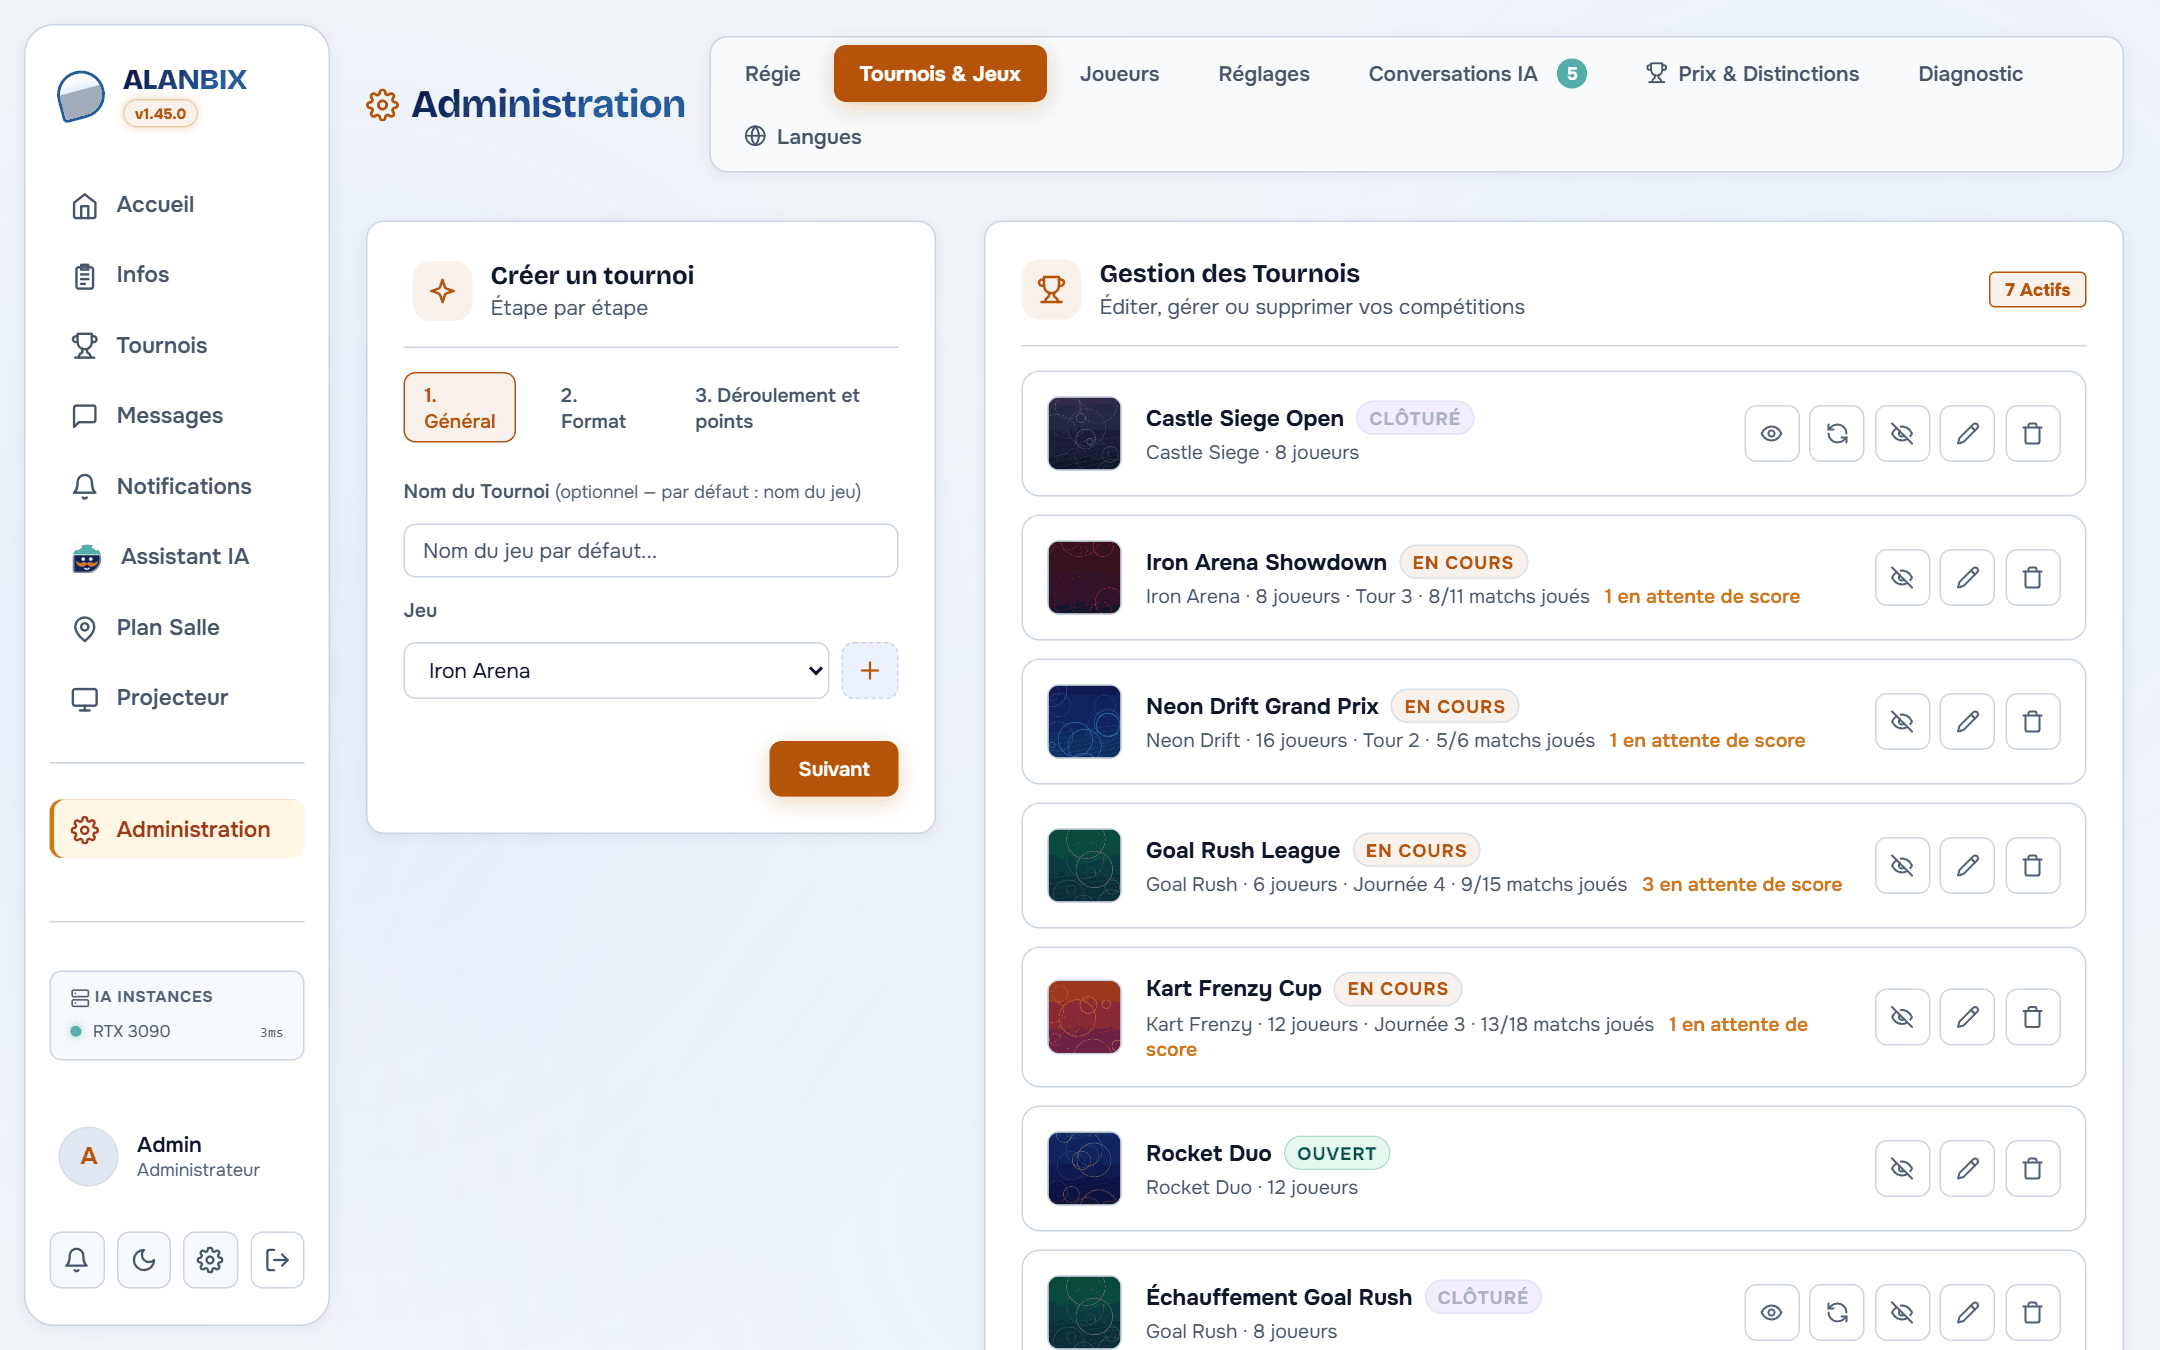 ALANBIX
v1.45.0
Accueil
Infos
Tournois
Messages
Notifications
Assistant IA
Plan Salle
Projecteur
Administration
IA INSTANCES
RTX 3090 3ms
A
Admin
Administrateur
Administration
Régie Tournois & Jeux Joueurs Réglages Conversations IA 5 Prix & Distinctions Diagnostic
Langues
Créer un tournoi
Étape par étape
1. Général
2. Format
3. Déroulement et points
Nom du Tournoi (optionnel – par défaut : nom du jeu)
Nom du jeu par défaut...
Jeu
Iron Arena
Suivant
Gestion des Tournois
Éditer, gérer ou supprimer vos compétitions
7 Actifs
Castle Siege Open CLÔTURÉ
Castle Siege · 8 joueurs
Iron Arena Showdown EN COURS
Iron Arena · 8 joueurs · Tour 3 · 8/11 matchs joués 1 en attente de score
Neon Drift Grand Prix EN COURS
Neon Drift · 16 joueurs · Tour 2 · 5/6 matchs joués 1 en attente de score
Goal Rush League EN COURS
Goal Rush · 6 joueurs · Journée 4 · 9/15 matchs joués 3 en attente de score
Kart Frenzy Cup EN COURS
Kart Frenzy · 12 joueurs · Journée 3 · 13/18 matchs joués 1 en attente de
score
Rocket Duo OUVERT
Rocket Duo · 12 joueurs
Échauffement Goal Rush CLÔTURÉ
Goal Rush · 8 joueurs